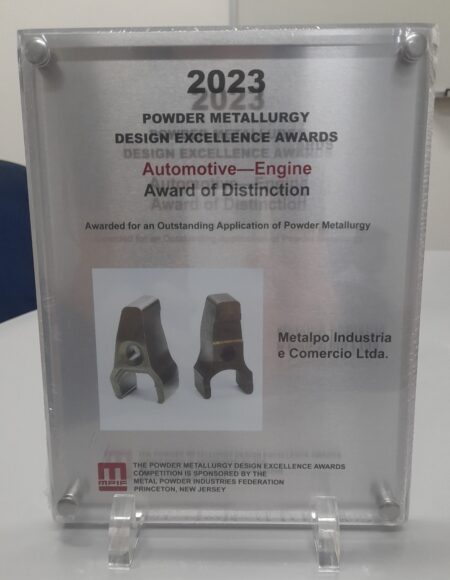 2023
POWDER METALLURGY
DESIGN EXCELLENCE AWARDS
Automotive—Engine
Award of Distinction
Awarded for an Outstanding Application of Powder Metallurgy
Metalpo Industria
e Comercio Ltda.
MPIF
THE POWDER METALLURGY DESIGN EXCELLENCE AWARDS
COMPETITION IS SPONSORED BY THE
METAL POWDER INDUSTRIES FEDERATION
PRINCETON, NEW JERSEY